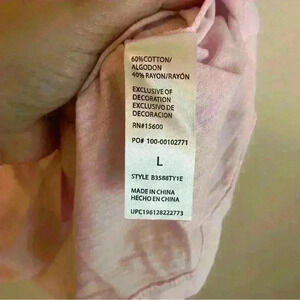 60%COTTON/
ALGODON
40% RAYON/RAYÓN
EXCLUSIVE OF
DECORATION
EXCLUSIVO DE
DECORACION
RN#15600
PO# 100-00102771
L
STYLE B3588TY1E
MADE IN CHINA
HECHO EN CHINA
UPC196128222773